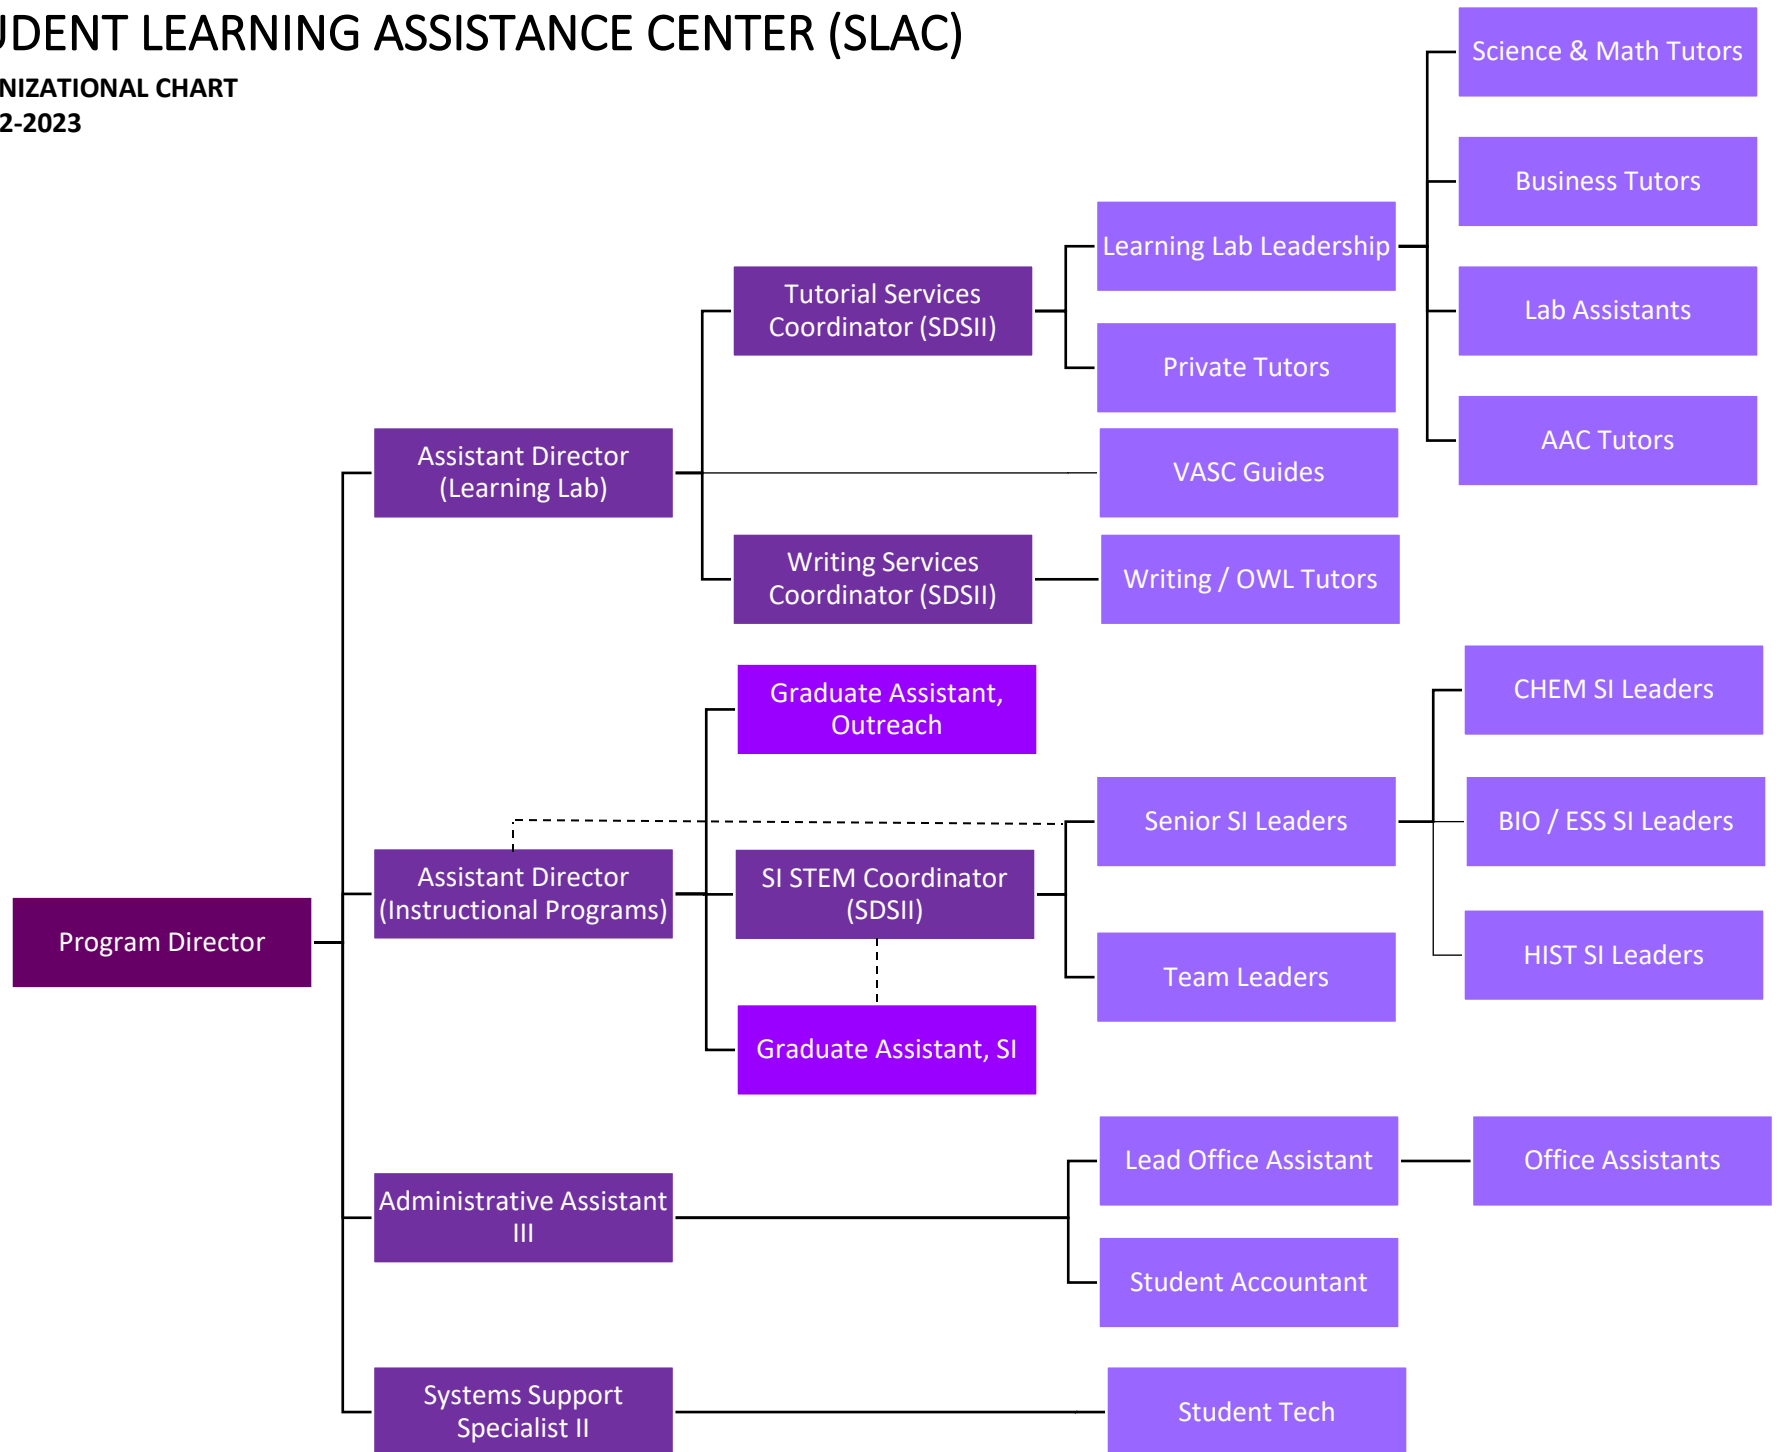 UDENT LEARNING ASSISTANCE CENTER (SLAC)
NIZATIONAL CHART
2-2023
Science & Math Tutors
Business Tutors
Learning Lab Leadership
Tutorial Services
Coordinator (SDSII)
Lab Assistants
Private Tutors
AAC Tutors
Assistant Director
(Learning Lab)
VASC Guides
Writing Services
Coordinator (SDSII)
Writing / OWL Tutors
Graduate Assistant,
Outreach
CHEM SI Leaders
Senior SI Leaders
BIO / ESS SI Leaders
Assistant Director
(Instructional Programs)
SI STEM Coordinator
(SDSII)
Program Director
HIST SI Leaders
Team Leaders
Graduate Assistant, SI
Lead Office Assistant
Office Assistants
Administrative Assistant
III
Student Accountant
Systems Support
Specialist II
Student Tech